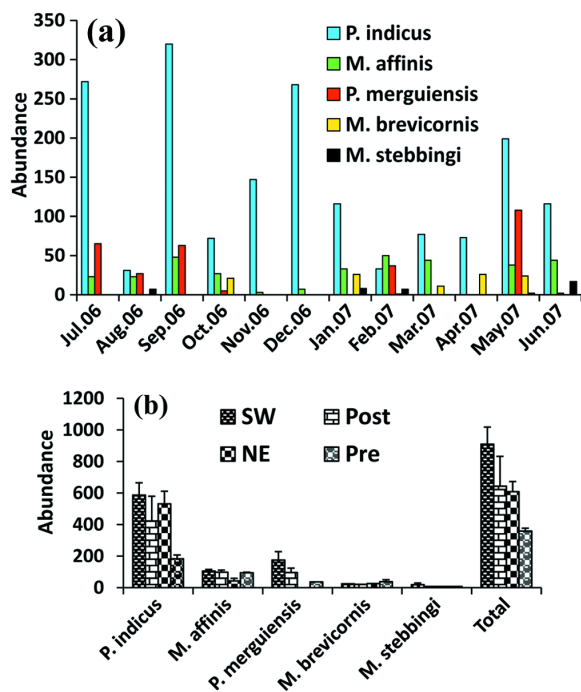 (a)
Abundance
350
300
250
200
150
100
50
0
P. indicus
M. affinis
P. merguiensis
M. brevicornis
M. stebbingi
Jul.06
Aug.06
Sep.06
Oct.06
Nov.06
Dec.06
Jan.07
Feb.07
Mar.07
Apr.07
May.07
Jun.07
(b)
Abundance
1200
1000
800
600
400
200
0
SW
Post
NE
Pre
P. indicus
M. affinis
P. merguiensis
M. brevicornis
M. stebbingi
Total